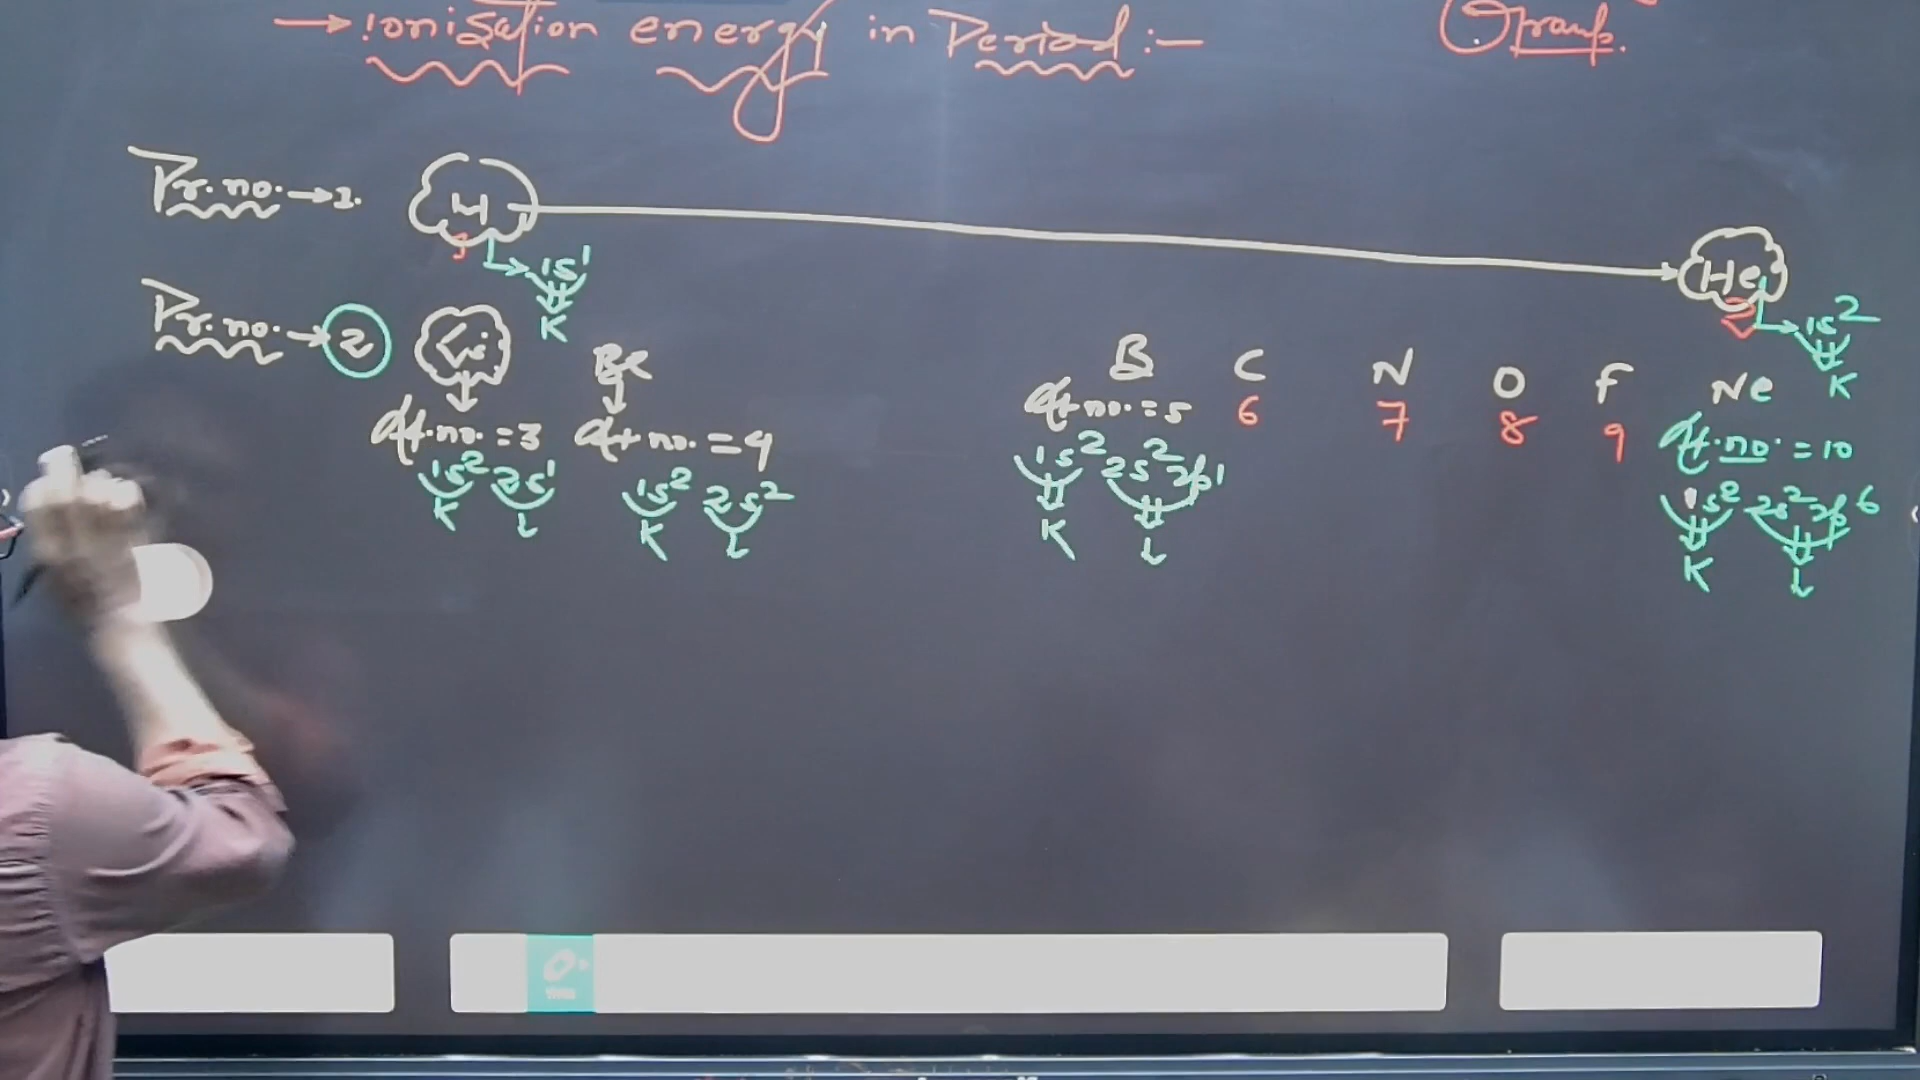 → ionisation energy in Period :-
Pr. no. → 1. H He
1 2
1s¹ 1s²
K K
Pr. no. → 2 Li Be B C N O F Ne
At. no. = 3 At no. = 4 At no. = 5 6 7 8 9 At. no. = 10
1s² 2s¹ 1s² 2s² 1s² 2s² 2p¹ 1s² 2s² 2p⁶
K L K L K L K L